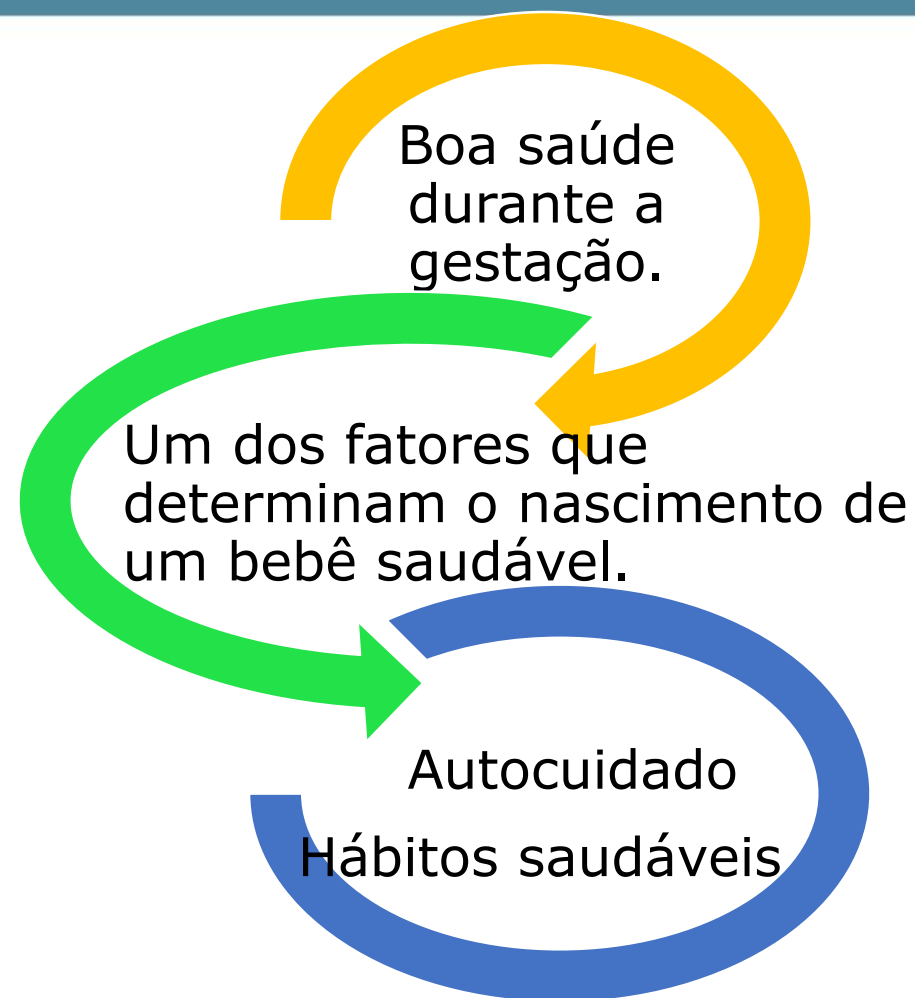 Boa saúde
durante a
gestação.
Um dos fatores que
determinam o nascimento de
um bebê saudável.
Autocuidado
Hábitos saudáveis